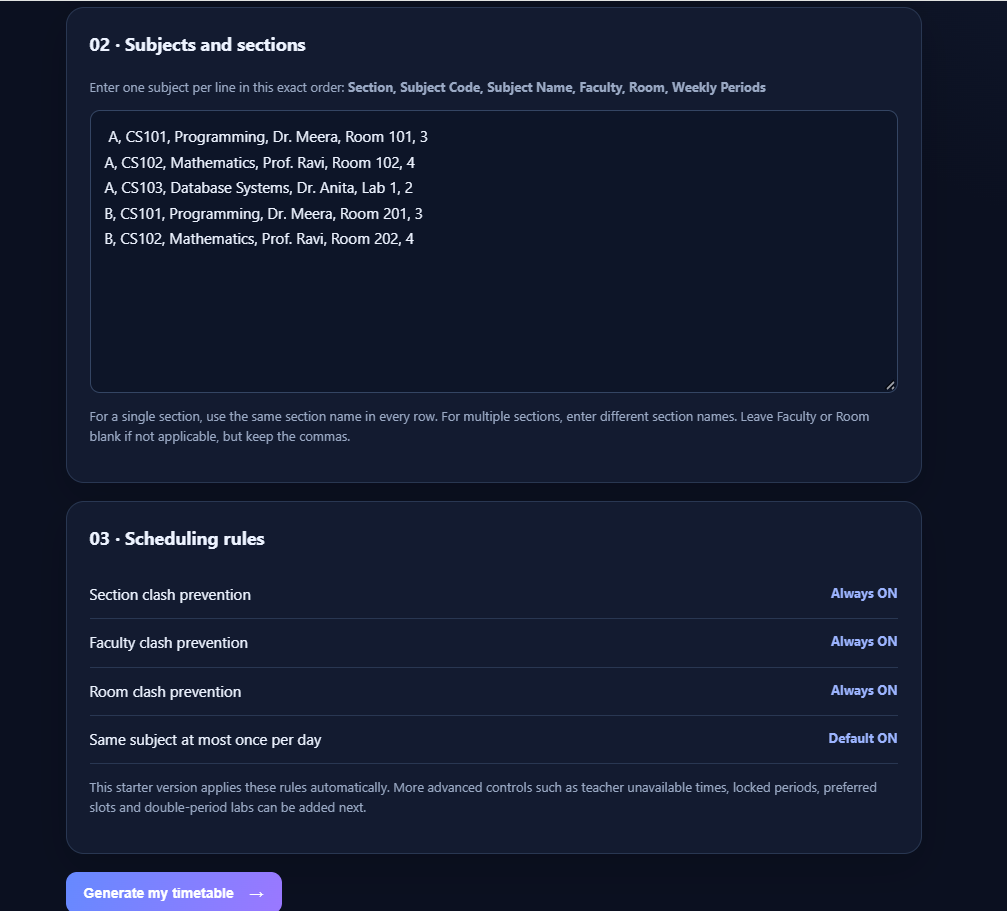 02 · Subjects and sections
Enter one subject per line in this exact order: Section, Subject Code, Subject Name, Faculty, Room, Weekly Periods
A, CS101, Programming, Dr. Meera, Room 101, 3
A, CS102, Mathematics, Prof. Ravi, Room 102, 4
A, CS103, Database Systems, Dr. Anita, Lab 1, 2
B, CS101, Programming, Dr. Meera, Room 201, 3
B, CS102, Mathematics, Prof. Ravi, Room 202, 4
For a single section, use the same section name in every row. For multiple sections, enter different section names. Leave Faculty or Room
blank if not applicable, but keep the commas.
03 · Scheduling rules
Section clash prevention Always ON
Faculty clash prevention Always ON
Room clash prevention Always ON
Same subject at most once per day Default ON
This starter version applies these rules automatically. More advanced controls such as teacher unavailable times, locked periods, preferred
slots and double-period labs can be added next.
Generate my timetable →